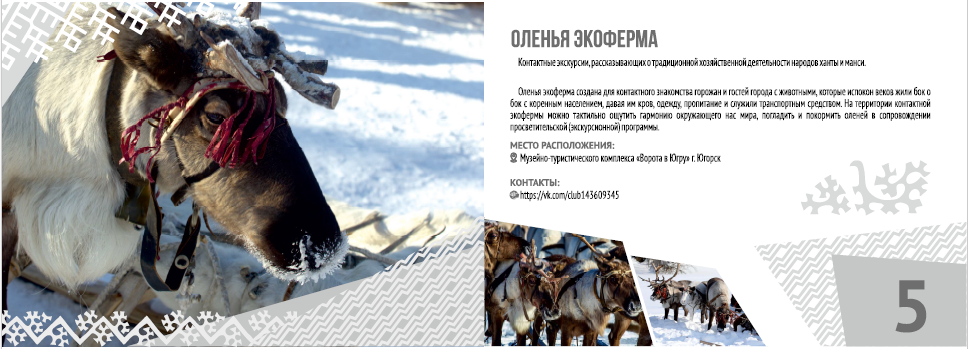 ОЛЕНЬЯ ЭКОФЕРМА
Контактные экскурсии, рассказывающих о традиционной хозяйственной деятельности народов ханты и манси.
Оленья экоферма создана для контактного знакомства горожан и гостей города с животными, которые испокон веков жили бок о
бок с коренным населением, давая им кров, одежду, пропитание и служили транспортным средством. На территории контактной
экофермы можно тактильно ощутить гармонию окружающего нас мира, погладить и покормить оленей в сопровождении
просветительской (экскурсионной) программы.
МЕСТО РАСПОЛОЖЕНИЯ:
Музейно-туристического комплекса «Ворота в Югру» г. Югорск
КОНТАКТЫ:
https://vk.com/club143609345
5